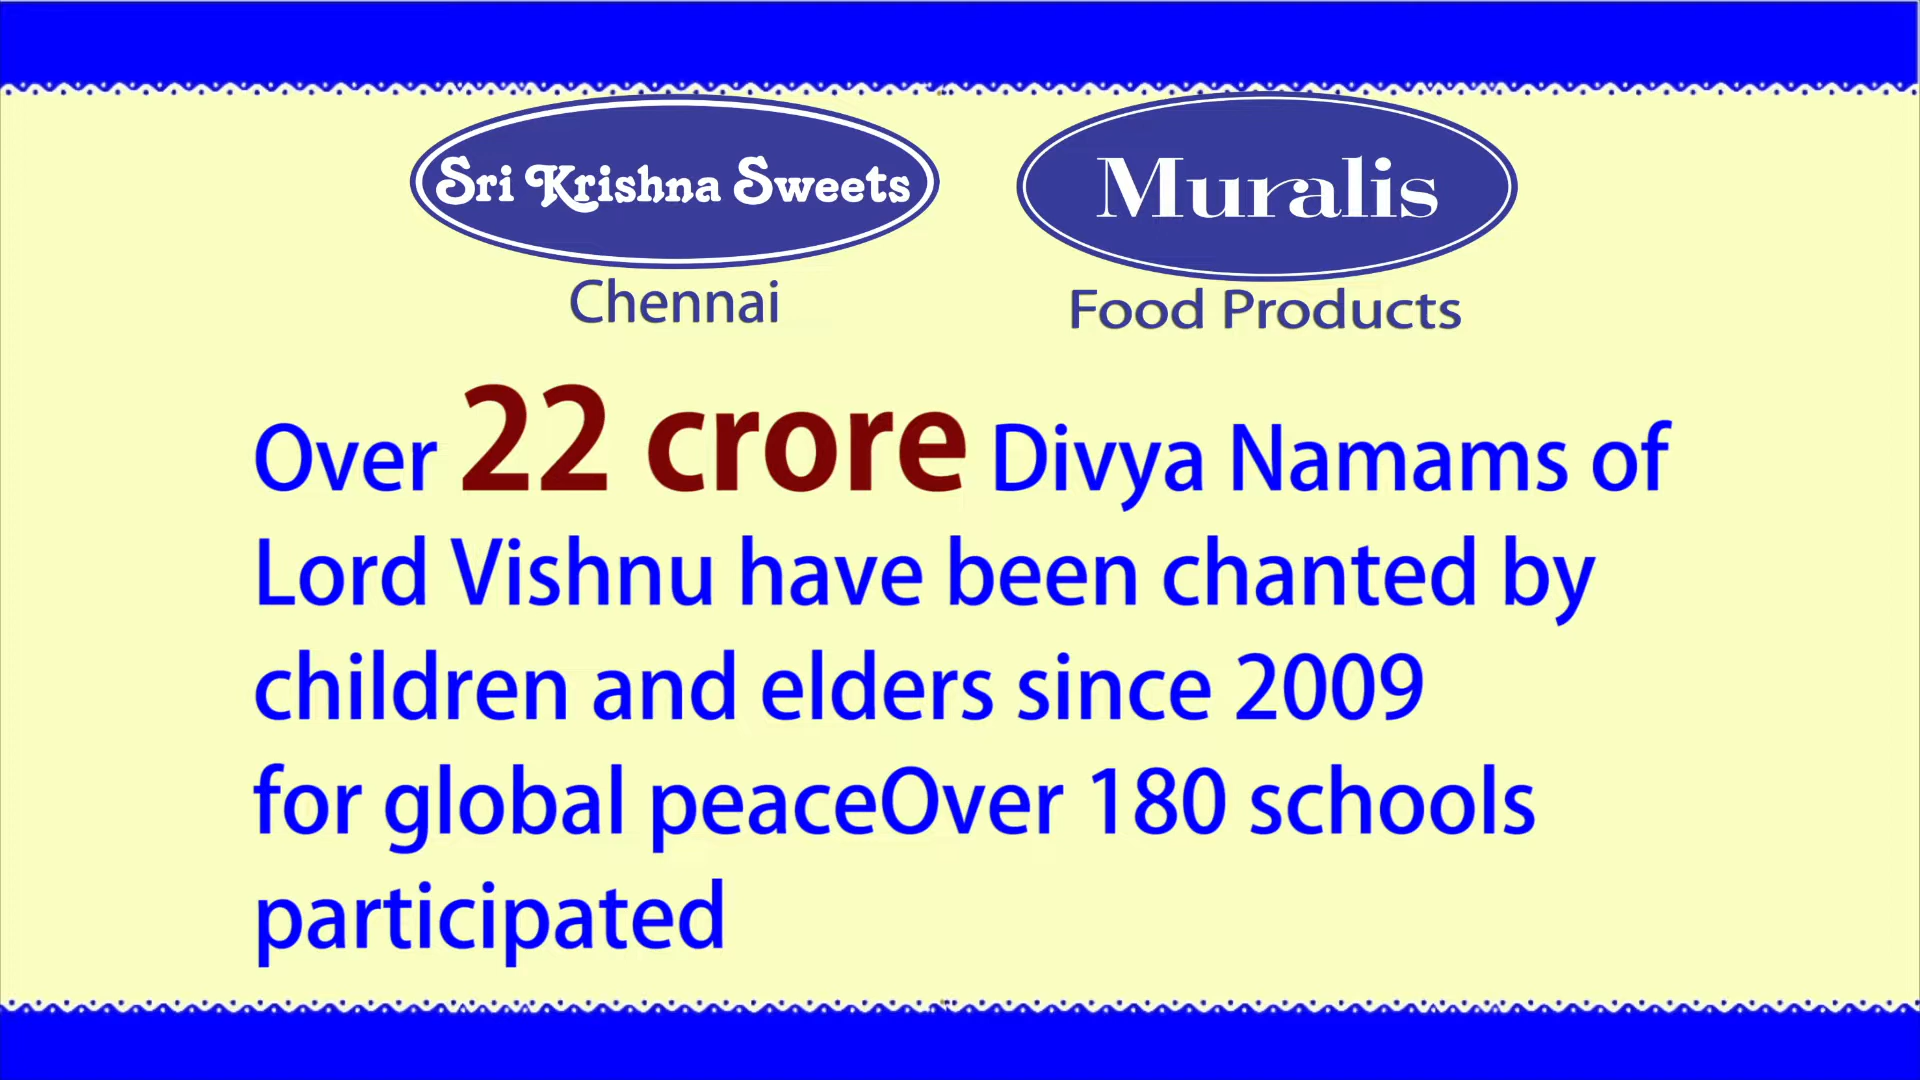 Sri Krishna Sweets
Chennai
Muralis
Food Products
Over 22 crore Divya Namams of
Lord Vishnu have been chanted by
children and elders since 2009
for global peaceOver 180 schools
participated